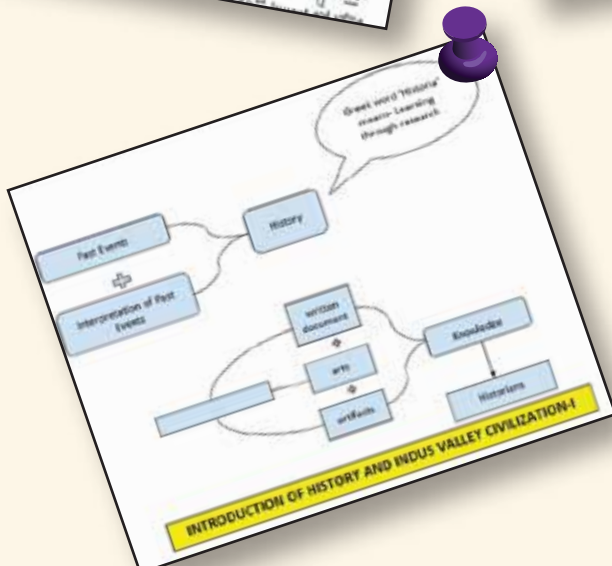 Greek word "Historia"
means- Learning
through research
History
Past Events
Interpretation of Past
Events
written
document
arts
artifacts
Knowledge
Historians
INTRODUCTION OF HISTORY AND INDUS VALLEY CIVILIZATION-I